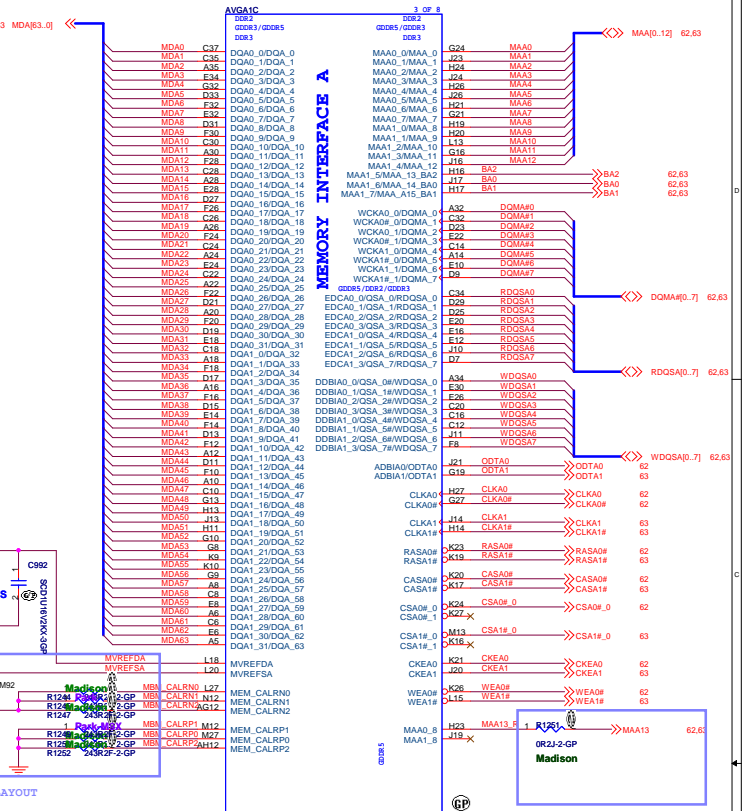 AVGA1C
3 OF 8
DDR2
GDDR3/GDDR5
DDR3
DDR2
GDDR5/GDDR3
DDR3
MEMORY INTERFACE A
3 MDA[63..0]
MDA0 C37 DQA0_0/DQA_0
MDA1 C35 DQA0_1/DQA_1
MDA2 A35 DQA0_2/DQA_2
MDA3 E34 DQA0_3/DQA_3
MDA4 G32 DQA0_4/DQA_4
MDA5 D33 DQA0_5/DQA_5
MDA6 F32 DQA0_6/DQA_6
MDA7 E32 DQA0_7/DQA_7
MDA8 D31 DQA0_8/DQA_8
MDA9 F30 DQA0_9/DQA_9
MDA10 C30 DQA0_10/DQA_10
MDA11 A30 DQA0_11/DQA_11
MDA12 F28 DQA0_12/DQA_12
MDA13 C28 DQA0_13/DQA_13
MDA14 A28 DQA0_14/DQA_14
MDA15 E28 DQA0_15/DQA_15
MDA16 D27 DQA0_16/DQA_16
MDA17 F26 DQA0_17/DQA_17
MDA18 C26 DQA0_18/DQA_18
MDA19 A26 DQA0_19/DQA_19
MDA20 F24 DQA0_20/DQA_20
MDA21 C24 DQA0_21/DQA_21
MDA22 A24 DQA0_22/DQA_22
MDA23 E24 DQA0_23/DQA_23
MDA24 C22 DQA0_24/DQA_24
MDA25 A22 DQA0_25/DQA_25
MDA26 F22 DQA0_26/DQA_26
MDA27 D21 DQA0_27/DQA_27
MDA28 A20 DQA0_28/DQA_28
MDA29 F20 DQA0_29/DQA_29
MDA30 D19 DQA0_30/DQA_30
MDA31 E18 DQA0_31/DQA_31
MDA32 C18 DQA1_0/DQA_32
MDA33 A18 DQA1_1/DQA_33
MDA34 F18 DQA1_2/DQA_34
MDA35 D17 DQA1_3/DQA_35
MDA36 A16 DQA1_4/DQA_36
MDA37 F16 DQA1_5/DQA_37
MDA38 D15 DQA1_6/DQA_38
MDA39 E14 DQA1_7/DQA_39
MDA40 F14 DQA1_8/DQA_40
MDA41 D13 DQA1_9/DQA_41
MDA42 F12 DQA1_10/DQA_42
MDA43 A12 DQA1_11/DQA_43
MDA44 D11 DQA1_12/DQA_44
MDA45 F10 DQA1_13/DQA_45
MDA46 A10 DQA1_14/DQA_46
MDA47 C10 DQA1_15/DQA_47
MDA48 G13 DQA1_16/DQA_48
MDA49 H13 DQA1_17/DQA_49
MDA50 J13 DQA1_18/DQA_50
MDA51 H11 DQA1_19/DQA_51
MDA52 G10 DQA1_20/DQA_52
MDA53 G8 DQA1_21/DQA_53
MDA54 K9 DQA1_22/DQA_54
MDA55 K10 DQA1_23/DQA_55
MDA56 G9 DQA1_24/DQA_56
MDA57 A8 DQA1_25/DQA_57
MDA58 C8 DQA1_26/DQA_58
MDA59 E8 DQA1_27/DQA_59
MDA60 A6 DQA1_28/DQA_60
MDA61 C6 DQA1_29/DQA_61
MDA62 E6 DQA1_30/DQA_62
MDA63 A5 DQA1_31/DQA_63
MVREFDA L18 MVREFDA
MVREFSA L20 MVREFSA
MBM_CALRN0 L27 MEM_CALRN0
MBM_CALRN1 N12 MEM_CALRN1
MBM_CALRN2 AG12 MEM_CALRN2
MBM_CALRP1 M12 MEM_CALRP1
MBM_CALRP0 M27 MEM_CALRP0
MBM_CALRP2 AH12 MEM_CALRP2
C992
1
2
SCD1U16V2KX-3GP
S
M92
Madison
R1247 243R2F-2-GP
Park-M2X
1
R1252 243R2F-2-GP
AYOUT
MAA0_0/MAA_0 G24 MAA0
MAA0_1/MAA_1 J23 MAA1
MAA0_2/MAA_2 H24 MAA2
MAA0_3/MAA_3 J24 MAA3
MAA0_4/MAA_4 H26 MAA4
MAA0_5/MAA_5 J26 MAA5
MAA0_6/MAA_6 H21 MAA6
MAA0_7/MAA_7 G21 MAA7
MAA1_0/MAA_8 H19 MAA8
MAA1_1/MAA_9 H20 MAA9
MAA1_2/MAA_10 L13 MAA10
MAA1_3/MAA_11 G16 MAA11
MAA1_4/MAA_12 J16 MAA12
MAA[0..12] 62,63
MAA1_5/MAA_13_BA2 H16 BA2 BA2 62,63
MAA1_6/MAA_14_BA0 J17 BA0 BA0 62,63
MAA1_7/MAA_A15_BA1 H17 BA1 BA1 62,63
WCKA0_0/DQMA_0 A32 DQMA#0
WCKA0#_0/DQMA_1 C32 DQMA#1
WCKA0_1/DQMA_2 D23 DQMA#2
WCKA0#_1/DQMA_3 E22 DQMA#3
WCKA1_0/DQMA_4 C14 DQMA#4
WCKA1#_0/DQMA_5 A14 DQMA#5
WCKA1_1/DQMA_6 E10 DQMA#6
WCKA1#_1/DQMA_7 D9 DQMA#7
DQMA#[0..7] 62,63
GDDR5/DDR2/GDDR3
EDCA0_0/QSA_0/RDQSA_0 C34 RDQSA0
EDCA0_1/QSA_1/RDQSA_1 D29 RDQSA1
EDCA0_2/QSA_2/RDQSA_2 D25 RDQSA2
EDCA0_3/QSA_3/RDQSA_3 E20 RDQSA3
EDCA1_0/QSA_4/RDQSA_4 E16 RDQSA4
EDCA1_1/QSA_5/RDQSA_5 E12 RDQSA5
EDCA1_2/QSA_6/RDQSA_6 J10 RDQSA6
EDCA1_3/QSA_7/RDQSA_7 D7 RDQSA7
RDQSA[0..7] 62,63
DDBIA0_0/QSA_0#/WDQSA_0 A34 WDQSA0
DDBIA0_1/QSA_1#/WDQSA_1 E30 WDQSA1
DDBIA0_2/QSA_2#/WDQSA_2 E26 WDQSA2
DDBIA0_3/QSA_3#/WDQSA_3 C20 WDQSA3
DDBIA1_0/QSA_4#/WDQSA_4 C16 WDQSA4
DDBIA1_1/QSA_5#/WDQSA_5 C12 WDQSA5
DDBIA1_2/QSA_6#/WDQSA_6 J11 WDQSA6
DDBIA1_3/QSA_7#/WDQSA_7 F8 WDQSA7
WDQSA[0..7] 62,63
ADBIA0/ODTA0 J21 ODTA0 ODTA0 62
ADBIA1/ODTA1 G19 ODTA1 ODTA1 63
CLKA0 H27 CLKA0 CLKA0 62
CLKA0# G27 CLKA0# CLKA0# 62
CLKA1 J14 CLKA1 CLKA1 63
CLKA1# H14 CLKA1# CLKA1# 63
RASA0# K23 RASA0# RASA0# 62
RASA1# K19 RASA1# RASA1# 63
CASA0# K20 CASA0# CASA0# 62
CASA1# K17 CASA1# CASA1# 63
CSA0#_0 K24 CSA0#_0 CSA0#_0 62
CSA0#_1 K27
CSA1#_0 M13 CSA1#_0 CSA1#_0 63
CSA1#_1 K16
CKEA0 K21 CKEA0 CKEA0 62
CKEA1 J20 CKEA1 CKEA1 63
WEA0# K26 WEA0# WEA0# 62
WEA1# L15 WEA1# WEA1# 63
MAA0_8 H23 MAA13_R 1 R1251 MAA13 62,63
MAA1_8 J19
GDDR5
0R2J-2-GP
Madison
GP
D
C